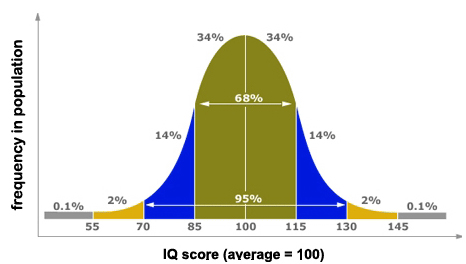 frequency in population
34% 34%
68%
14% 14%
95%
2% 2%
0.1% 0.1%
55 70 85 100 115 130 145
IQ score (average = 100)